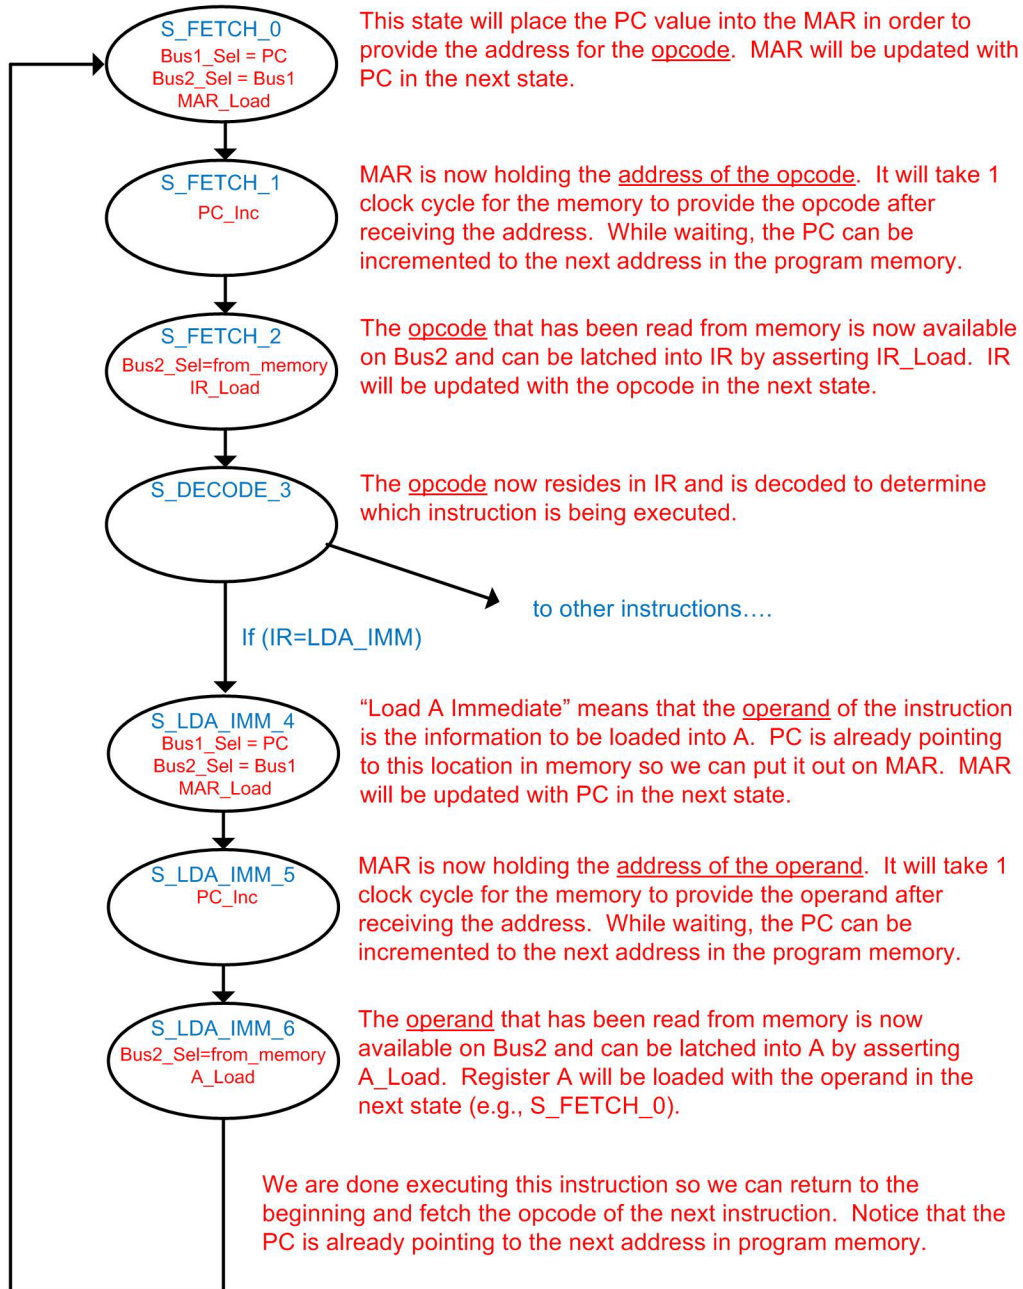 S_FETCH_0
Bus1_Sel = PC
Bus2_Sel = Bus1
MAR_Load
This state will place the PC value into the MAR in order to
provide the address for the opcode.  MAR will be updated with
PC in the next state.
S_FETCH_1
PC_Inc
MAR is now holding the address of the opcode.  It will take 1
clock cycle for the memory to provide the opcode after
receiving the address.  While waiting, the PC can be
incremented to the next address in the program memory.
S_FETCH_2
Bus2_Sel=from_memory
IR_Load
The opcode that has been read from memory is now available
on Bus2 and can be latched into IR by asserting IR_Load.  IR
will be updated with the opcode in the next state.
S_DECODE_3
The opcode now resides in IR and is decoded to determine
which instruction is being executed.
to other instructions….
If (IR=LDA_IMM)
S_LDA_IMM_4
Bus1_Sel = PC
Bus2_Sel = Bus1
MAR_Load
“Load A Immediate” means that the operand of the instruction
is the information to be loaded into A.  PC is already pointing
to this location in memory so we can put it out on MAR.  MAR
will be updated with PC in the next state.
S_LDA_IMM_5
PC_Inc
MAR is now holding the address of the operand.  It will take 1
clock cycle for the memory to provide the operand after
receiving the address.  While waiting, the PC can be
incremented to the next address in the program memory.
S_LDA_IMM_6
Bus2_Sel=from_memory
A_Load
The operand that has been read from memory is now
available on Bus2 and can be latched into A by asserting
A_Load.  Register A will be loaded with the operand in the
next state (e.g., S_FETCH_0).
We are done executing this instruction so we can return to the
beginning and fetch the opcode of the next instruction.  Notice that the
PC is already pointing to the next address in program memory.